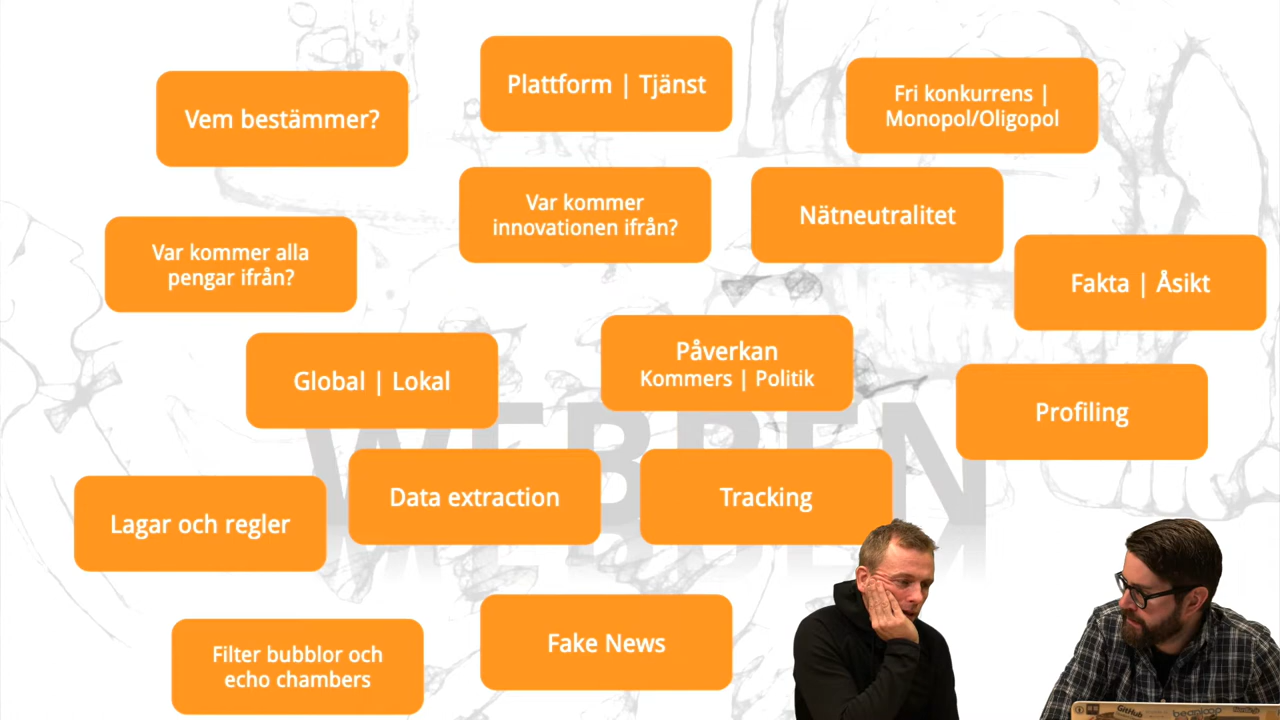 Plattform | Tjänst
Vem bestämmer?
Fri konkurrens |
Monopol/Oligopol
Var kommer
innovationen ifrån?
Nätneutralitet
Var kommer alla
pengar ifrån?
Fakta | Åsikt
Påverkan
Kommers | Politik
Global | Lokal
Profiling
WEBBEN
Data extraction
Tracking
Lagar och regler
Fake News
Filter bubblor och
echo chambers
GitHub